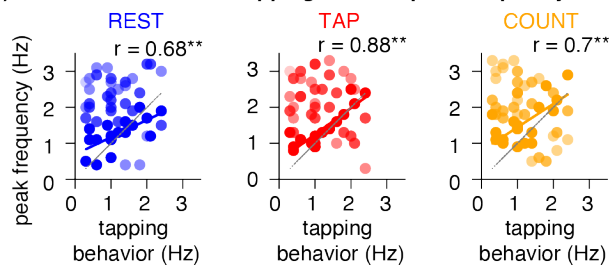 REST
TAP
COUNT
r = 0.68**
r = 0.88**
r = 0.7**
peak frequency (Hz)
3
2
1
0
3
2
1
0
3
2
1
0
0 1 2 3
0 1 2 3
0 1 2 3
tapping
behavior (Hz)
tapping
behavior (Hz)
tapping
behavior (Hz)